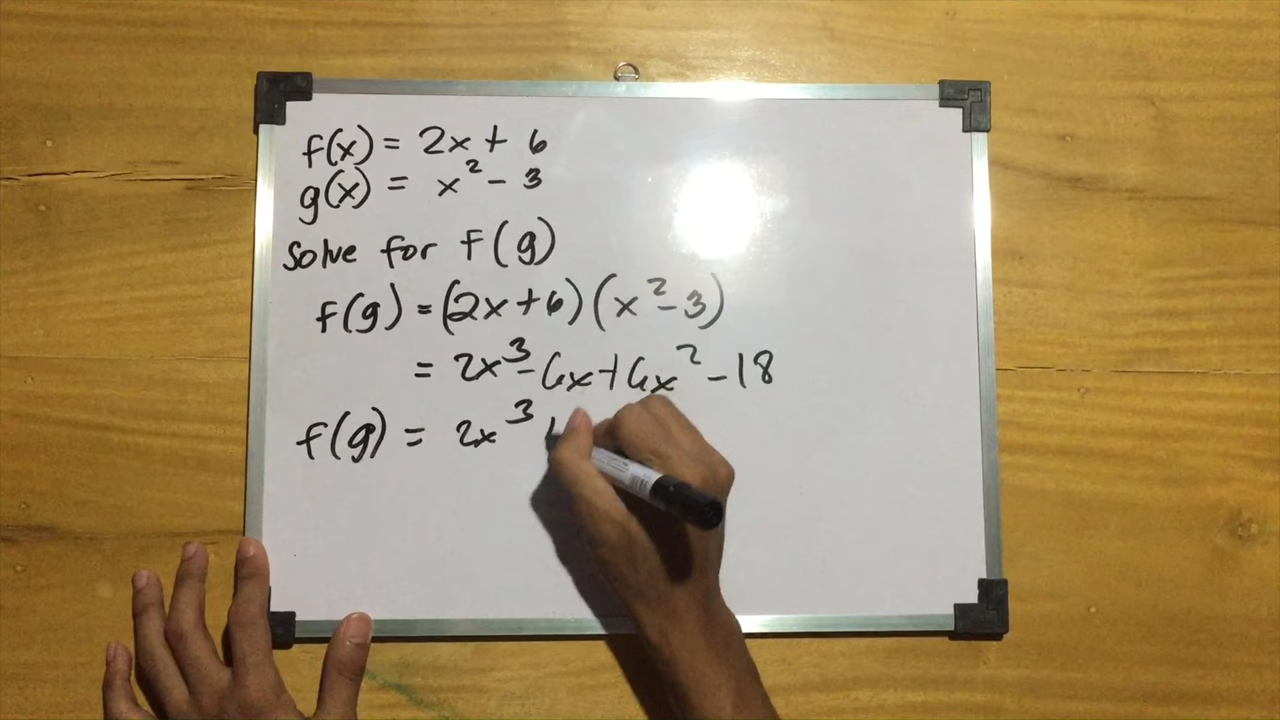 f(x) = 2x + 6
g(x) = x² - 3
Solve for f(g)
f(g) = (2x+6)(x²-3)
= 2x³ - 6x + 6x² - 18
f(g) = 2x³